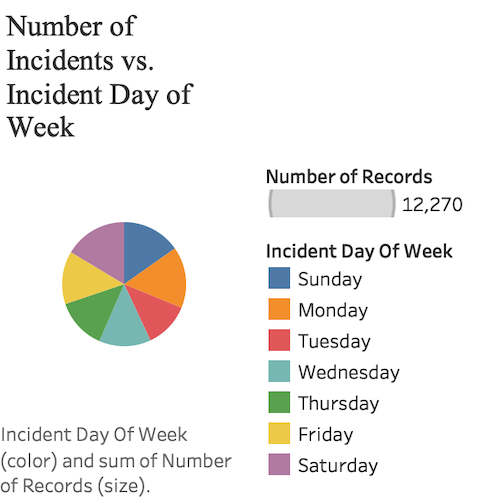 Number of
Incidents vs.
Incident Day of
Week
Number of Records
12,270
Incident Day Of Week
Sunday
Monday
Tuesday
Wednesday
Thursday
Friday
Saturday
Incident Day Of Week
(color) and sum of Number
of Records (size).